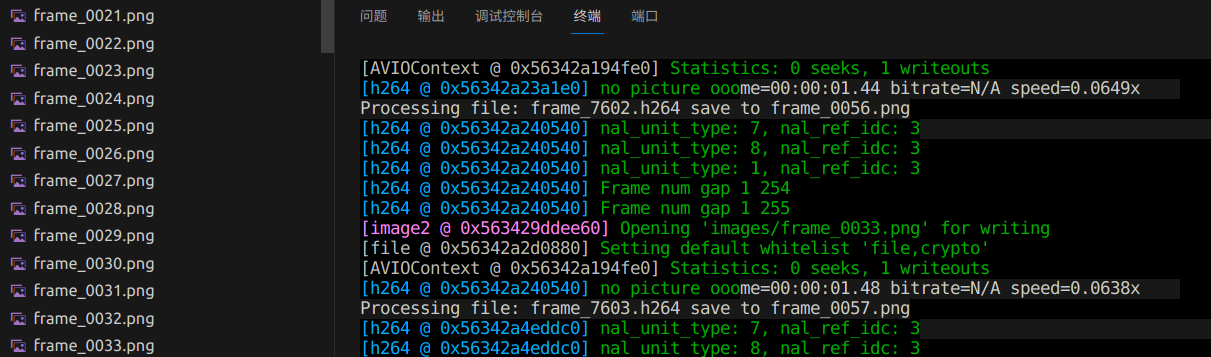 frame_0021.png
frame_0022.png
frame_0023.png
frame_0024.png
frame_0025.png
frame_0026.png
frame_0027.png
frame_0028.png
frame_0029.png
frame_0030.png
frame_0031.png
frame_0032.png
frame_0033.png
问题 输出 调试控制台 终端 端口
[AVIOContext @ 0x56342a194fe0] Statistics: 0 seeks, 1 writeouts
[h264 @ 0x56342a23a1e0] no picture ooome=00:00:01.44 bitrate=N/A speed=0.0649x
Processing file: frame_7602.h264 save to frame_0056.png
[h264 @ 0x56342a240540] nal_unit_type: 7, nal_ref_idc: 3
[h264 @ 0x56342a240540] nal_unit_type: 8, nal_ref_idc: 3
[h264 @ 0x56342a240540] nal_unit_type: 1, nal_ref_idc: 3
[h264 @ 0x56342a240540] Frame num gap 1 254
[h264 @ 0x56342a240540] Frame num gap 1 255
[image2 @ 0x563429ddee60] Opening 'images/frame_0033.png' for writing
[file @ 0x56342a2d0880] Setting default whitelist 'file,crypto'
[AVIOContext @ 0x56342a194fe0] Statistics: 0 seeks, 1 writeouts
[h264 @ 0x56342a240540] no picture ooome=00:00:01.48 bitrate=N/A speed=0.0638x
Processing file: frame_7603.h264 save to frame_0057.png
[h264 @ 0x56342a4eddc0] nal_unit_type: 7, nal_ref_idc: 3
[h264 @ 0x56342a4eddc0] nal_unit_type: 8, nal_ref_idc: 3